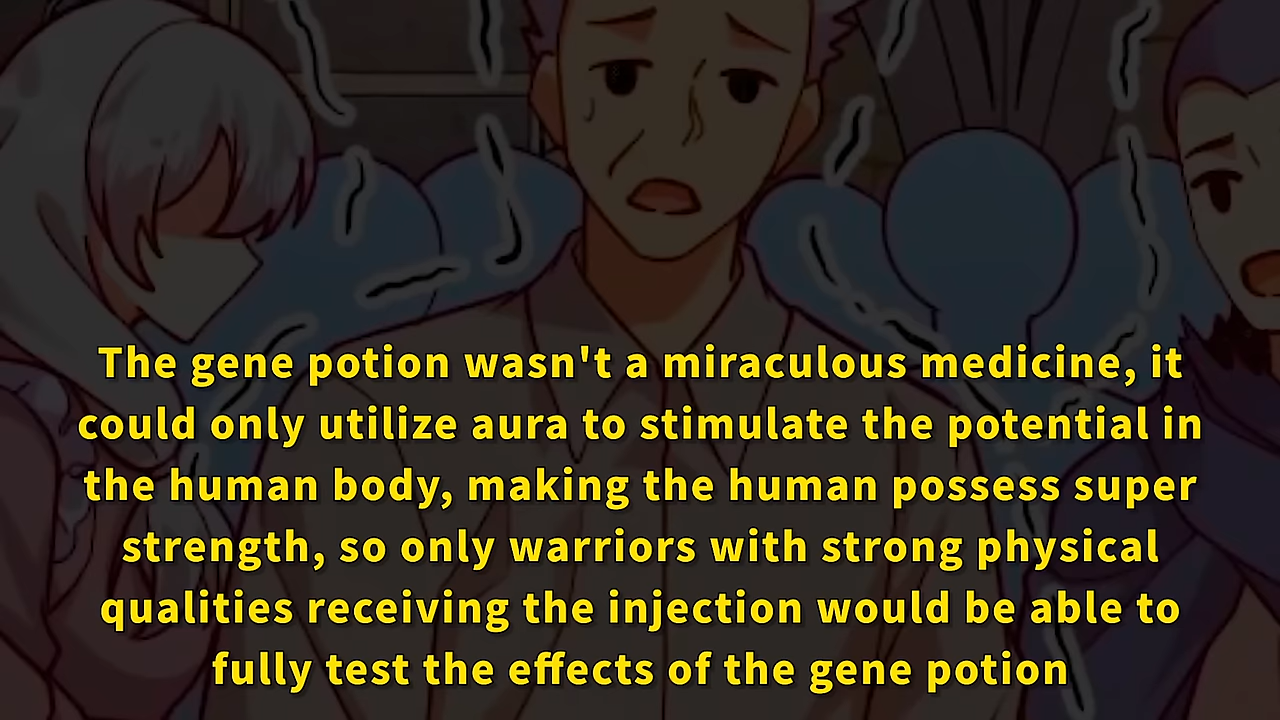 The gene potion wasn't a miraculous medicine, it
could only utilize aura to stimulate the potential in
the human body, making the human possess super
strength, so only warriors with strong physical
qualities receiving the injection would be able to
fully test the effects of the gene potion